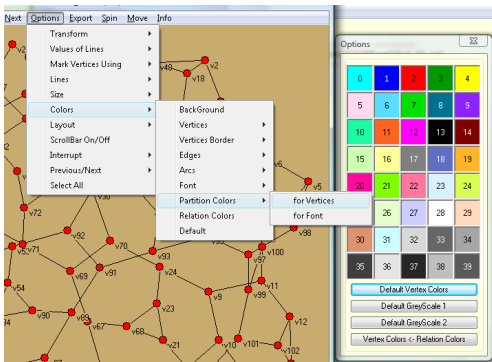 Next Options Export Spin Move Info
Transform
Values of Lines
Mark Vertices Using
Lines
Size
Colors
Layout
ScrollBar On/Off
Interrupt
Previous/Next
Select All
BackGround
Vertices
Vertices Border
Edges
Arcs
Font
Partition Colors
Relation Colors
Default
for Vertices
for Font
v48
v2
v18
v6
v5
v98
v72
v92
v70
v93
v100
v97
v71
v69
v91
v24
v99
v11
v54
v9
v90
v67
v68
v23
v12
v21
v10
v101
v102
Options
0 1 2 3 4
5 6 7 8 9
10 11 12 13 14
15 16 17 18 19
20 21 22 23 24
26 27 28 29
30 31 32 33 34
35 36 37 38 39
Default Vertex Colors
Default GreyScale 1
Default GreyScale 2
Vertex Colors <- Relation Colors